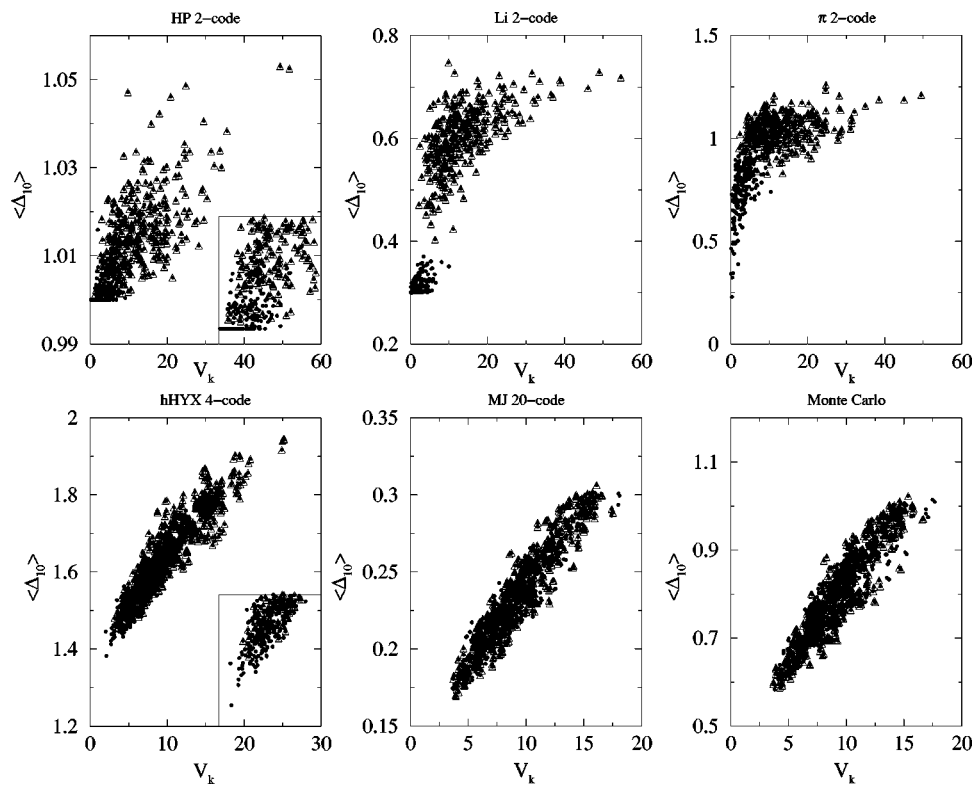 HP 2−code
Li 2−code
π 2−code
<Δ10>
1.05
1.03
1.01
0.99
0
20
40
60
Vk
<Δ10>
0.8
0.6
0.4
0.2
0
20
40
60
Vk
<Δ10>
1.5
1
0.5
0
0
20
40
60
Vk
hHYX 4−code
MJ 20−code
Monte Carlo
<Δ10>
2
1.8
1.6
1.4
1.2
0
10
20
30
Vk
<Δ10>
0.35
0.3
0.25
0.2
0.15
0
5
10
15
20
Vk
<Δ10>
1.1
0.9
0.7
0.5
0
5
10
15
20
Vk